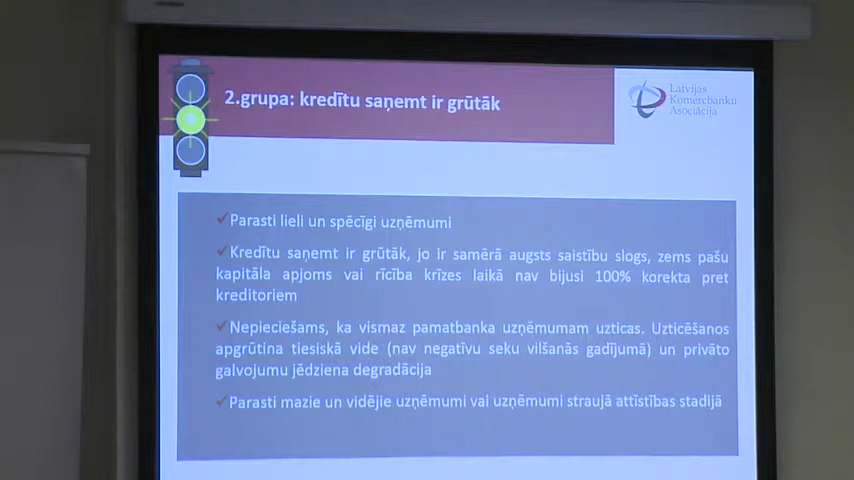 2.grupa: kredītu saņemt ir grūtāk
Latvijas
Komercbanku
Asociācija
Parasti lieli un spēcīgi uzņēmumi
Kredītu saņemt ir grūtāk, jo ir samērā augsts saistību slogs, zems pašu
kapitāla apjoms vai rīcība krīzes laikā nav bijusi 100% korekta pret
kreditoriem
Nepieciešams, ka vismaz pamatbanka uzņēmumam uzticas. Uzticēšanos
apgrūtina tiesiskā vide (nav negatīvu seku vilšanās gadījumā) un privāto
galvojumu jēdziena degradācija
Parasti mazie un vidējie uzņēmumi vai uzņēmumi straujā attīstības stadijā